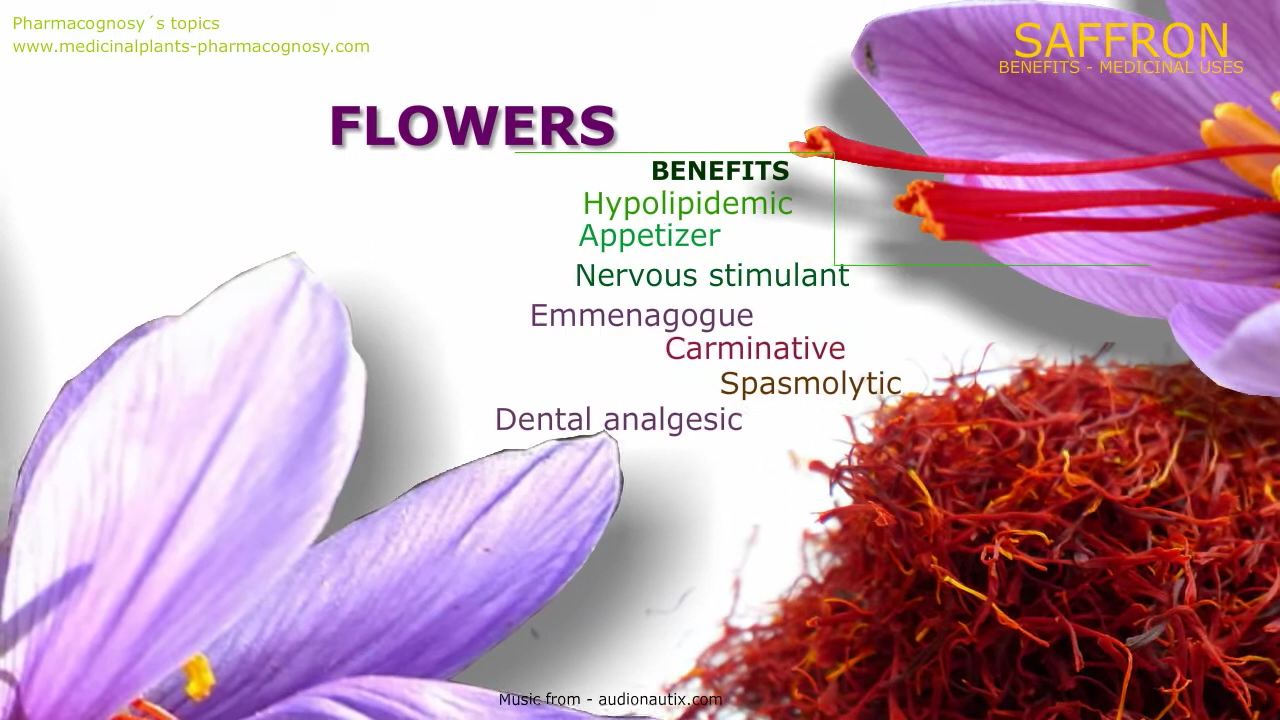 Pharmacognosy´s topics
www.medicinalplants-pharmacognosy.com
SAFFRON
BENEFITS - MEDICINAL USES
FLOWERS
BENEFITS
Hypolipidemic
Appetizer
Nervous stimulant
Emmenagogue
Carminative
Spasmolytic
Dental analgesic
Music from - audionautix.com